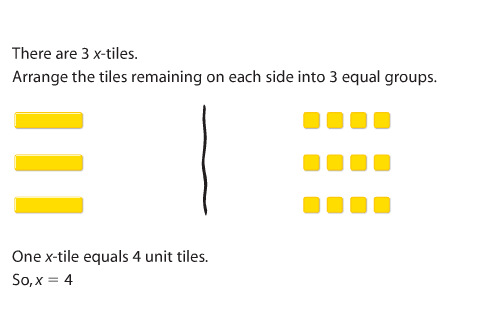 There are 3 x-tiles.
Arrange the tiles remaining on each side into 3 equal groups.
One x-tile equals 4 unit tiles.
So, x = 4